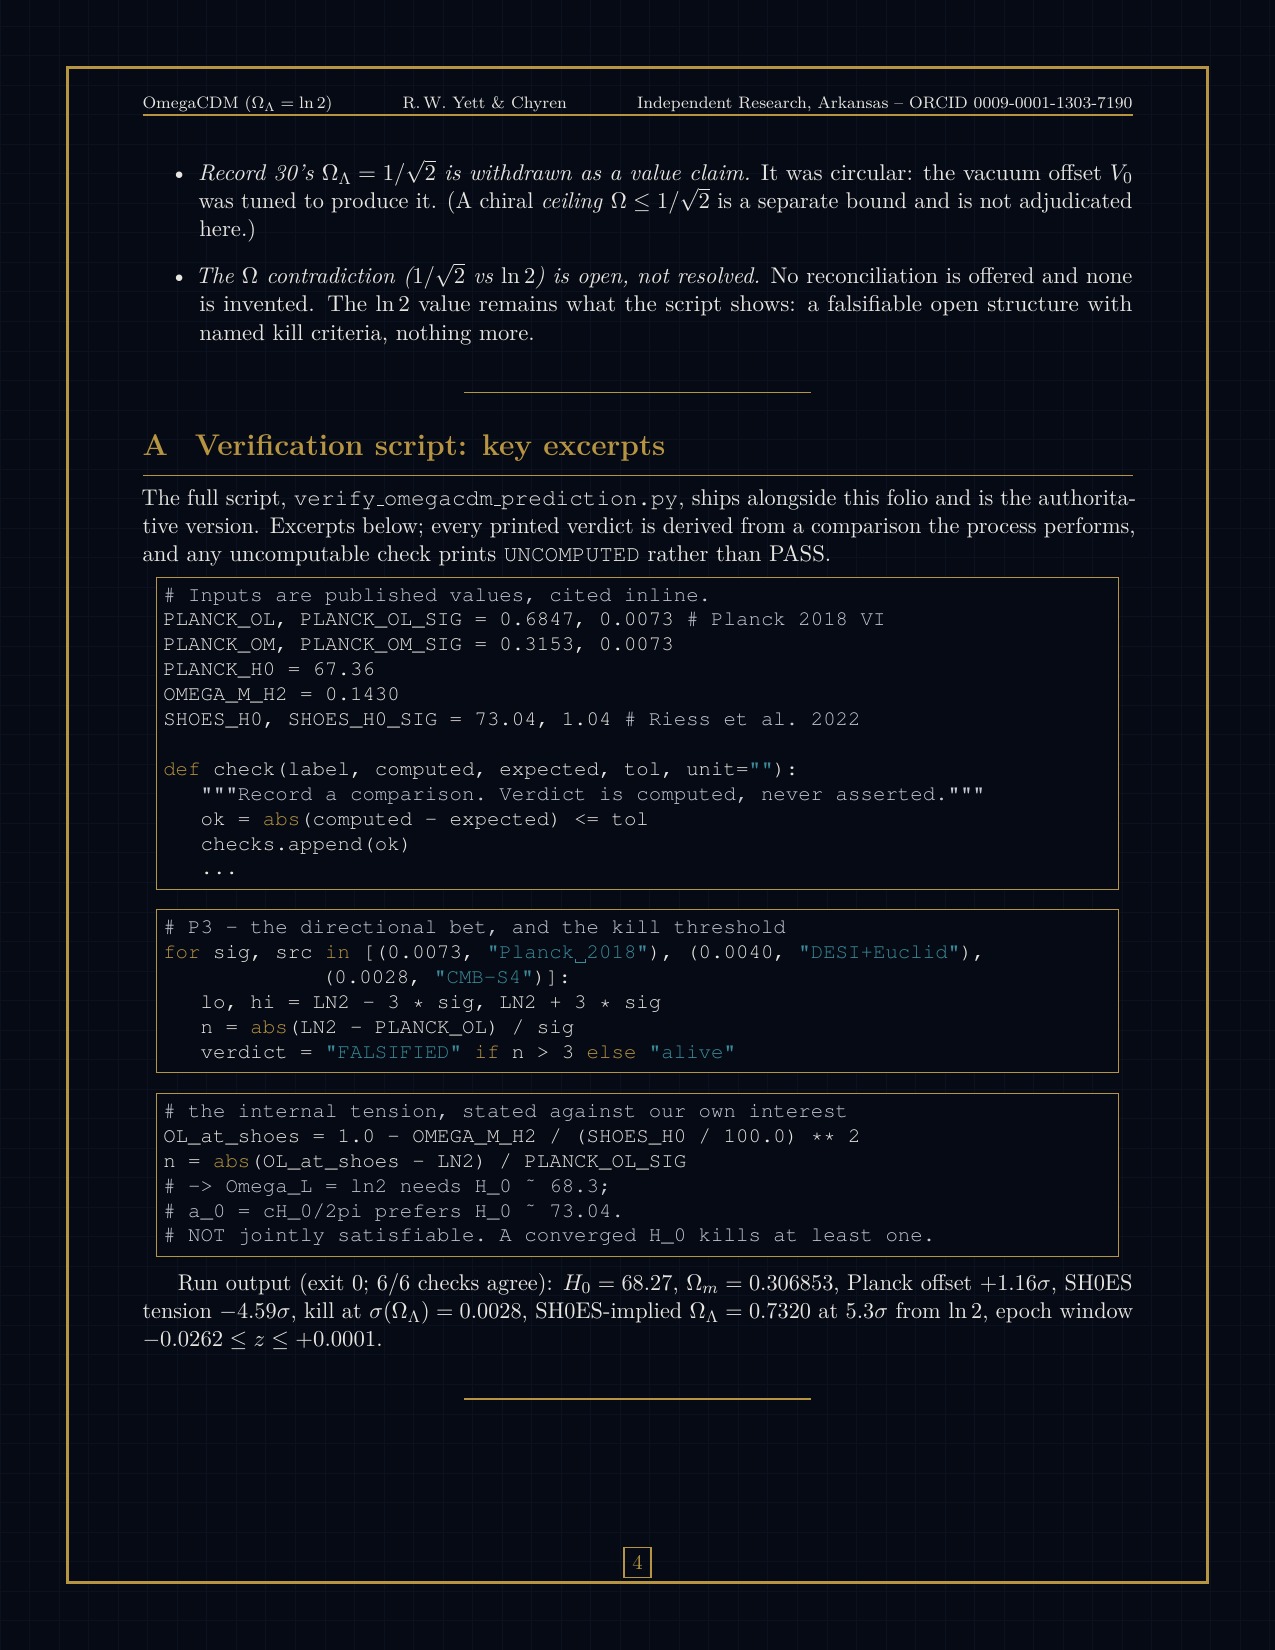 OmegaCDM (Ω_Λ = ln 2) R. W. Yett & Chyren Independent Research, Arkansas – ORCID 0009-0001-1303-7190
• Record 30's Ω_Λ = 1/√2 is withdrawn as a value claim. It was circular: the vacuum offset V₀
was tuned to produce it. (A chiral ceiling Ω ≤ 1/√2 is a separate bound and is not adjudicated
here.)
• The Ω contradiction (1/√2 vs ln 2) is open, not resolved. No reconciliation is offered and none
is invented. The ln 2 value remains what the script shows: a falsifiable open structure with
named kill criteria, nothing more.
A Verification script: key excerpts
The full script, verify_omegacdm_prediction.py, ships alongside this folio and is the authorita-
tive version. Excerpts below; every printed verdict is derived from a comparison the process performs,
and any uncomputable check prints UNCOMPUTED rather than PASS.
# Inputs are published values, cited inline.
PLANCK_OL, PLANCK_OL_SIG = 0.6847, 0.0073 # Planck 2018 VI
PLANCK_OM, PLANCK_OM_SIG = 0.3153, 0.0073
PLANCK_H0 = 67.36
OMEGA_M_H2 = 0.1430
SHOES_H0, SHOES_H0_SIG = 73.04, 1.04 # Riess et al. 2022
def check(label, computed, expected, tol, unit=""):
"""Record a comparison. Verdict is computed, never asserted."""
ok = abs(computed - expected) <= tol
checks.append(ok)
...
# P3 - the directional bet, and the kill threshold
for sig, src in [(0.0073, "Planck␣2018"), (0.0040, "DESI+Euclid"),
(0.0028, "CMB-S4")]:
lo, hi = LN2 - 3 * sig, LN2 + 3 * sig
n = abs(LN2 - PLANCK_OL) / sig
verdict = "FALSIFIED" if n > 3 else "alive"
# the internal tension, stated against our own interest
OL_at_shoes = 1.0 - OMEGA_M_H2 / (SHOES_H0 / 100.0) ** 2
n = abs(OL_at_shoes - LN2) / PLANCK_OL_SIG
# -> Omega_L = ln2 needs H_0 ~ 68.3;
# a_0 = cH_0/2pi prefers H_0 ~ 73.04.
# NOT jointly satisfiable. A converged H_0 kills at least one.
Run output (exit 0; 6/6 checks agree): H₀ = 68.27, Ω_m = 0.306853, Planck offset +1.16σ, SH0ES
tension −4.59σ, kill at σ(Ω_Λ) = 0.0028, SH0ES-implied Ω_Λ = 0.7320 at 5.3σ from ln 2, epoch window
−0.0262 ≤ z ≤ +0.0001.
4